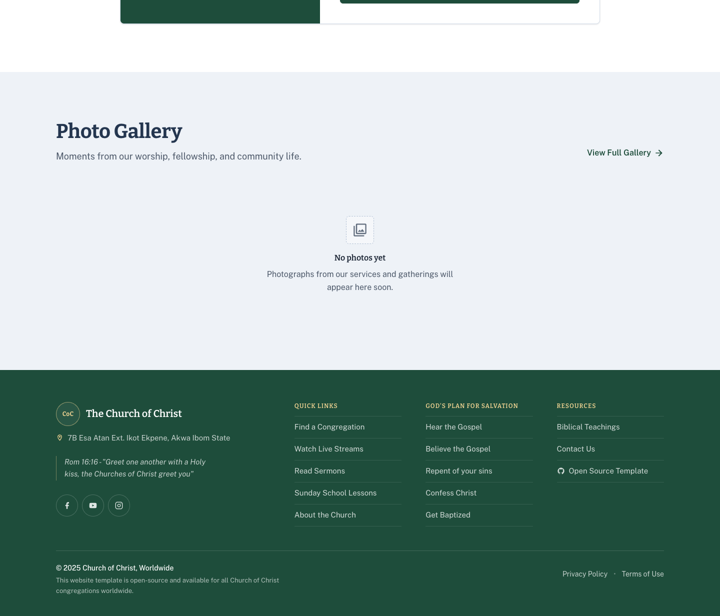 Photo Gallery
Moments from our worship, fellowship, and community life.
View Full Gallery →
No photos yet
Photographs from our services and gatherings will
appear here soon.
CoC
The Church of Christ
7B Esa Atan Ext. Ikot Ekpene, Akwa Ibom State
Rom 16:16 - "Greet one another with a Holy
kiss, the Churches of Christ greet you"
QUICK LINKS
Find a Congregation
Watch Live Streams
Read Sermons
Sunday School Lessons
About the Church
GOD'S PLAN FOR SALVATION
Hear the Gospel
Believe the Gospel
Repent of your sins
Confess Christ
Get Baptized
RESOURCES
Biblical Teachings
Contact Us
Open Source Template
© 2025 Church of Christ, Worldwide
This website template is open-source and available for all Church of Christ
congregations worldwide.
Privacy Policy · Terms of Use